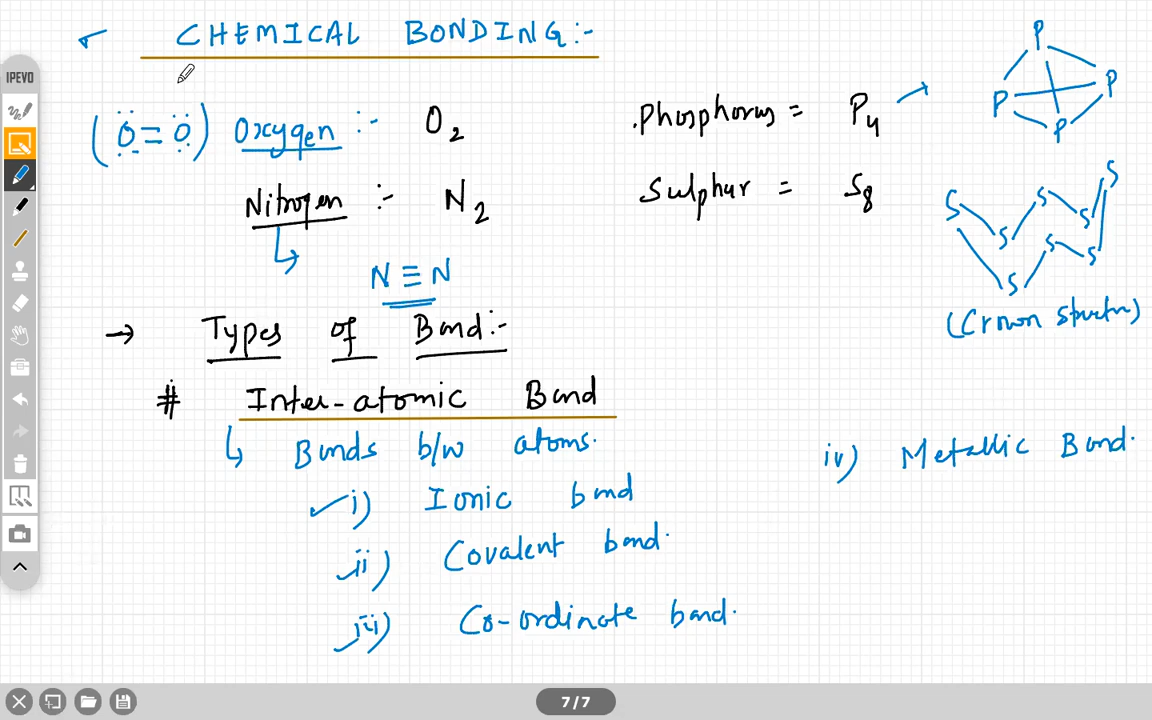 CHEMICAL BONDING :-
IPEVO
(O=O) Oxygen :- O2
Nitrogen :- N2
N≡N
Phosphorus = P4
P
P P
P
Sulphur = S8
S S S
S S
S S
S
(Crown Structr)
→ Types of Bond :-
# Inter-atomic Bond
↳ Bonds b/w atoms.
i) Ionic bond
ii) Covalent bond.
iii) Co-ordinate bond.
iv) Metallic Bond.
7/7